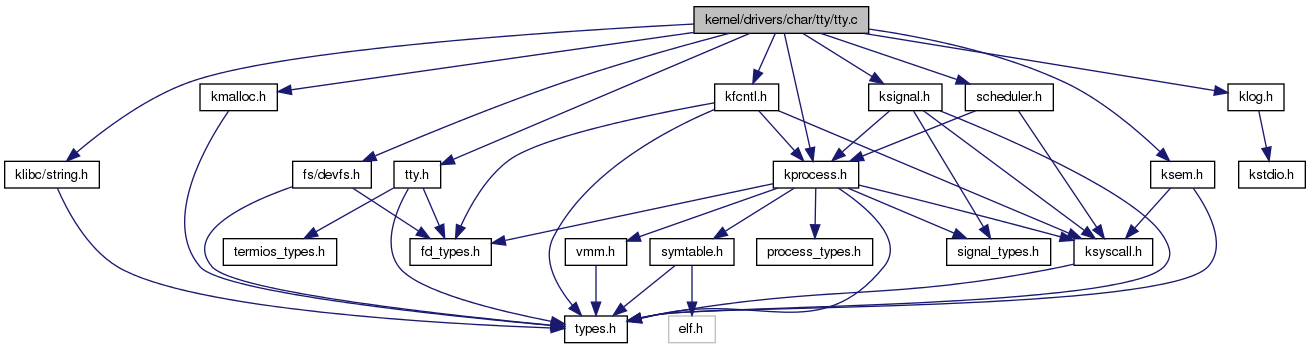 kernel/drivers/char/tty/tty.c
kmalloc.h
kfcntl.h
ksignal.h
scheduler.h
klog.h
klibc/string.h
fs/devfs.h
tty.h
kprocess.h
ksem.h
kstdio.h
termios_types.h
fd_types.h
vmm.h
symtable.h
process_types.h
signal_types.h
ksyscall.h
types.h
elf.h